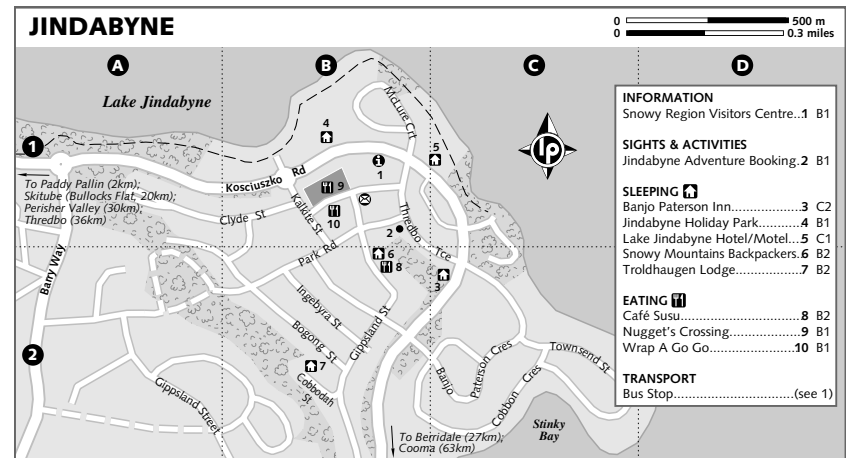 JINDABYNE
0 500 m
0 0.3 miles
A
B
C
D
1
2
Lake Jindabyne
McLure Crt
4
5
1
Kosciuszko Rd
9
To Paddy Pallin (2km);
Skitube (Bullocks Flat, 20km);
Perisher Valley (30km),
Thredbo (36km)
Clyde St
Kalkite St
10
Thredbo Tce
2
Park Rd
6
8
3
Barry Way
Ingebyra St
Gippsland St
Bogong St
7
Cobbodah St
Gippsland Street
Banjo Paterson Cres
Cobbon Cres
Townsend St
Stinky
Bay
To Berridale (27km);
Cooma (63km)
lp
INFORMATION
Snowy Region Visitors Centre..1 B1
SIGHTS & ACTIVITIES
Jindabyne Adventure Booking.2 B1
SLEEPING
Banjo Paterson Inn....................3 C2
Jindabyne Holiday Park.............4 B1
Lake Jindabyne Hotel/Motel...5 C1
Snowy Mountains Backpackers.6 B2
Troldhaugen Lodge..................7 B2
EATING
Café Susu..................................8 B2
Nugget's Crossing....................9 B1
Wrap A Go Go........................10 B1
TRANSPORT
Bus Stop..............................(see 1)